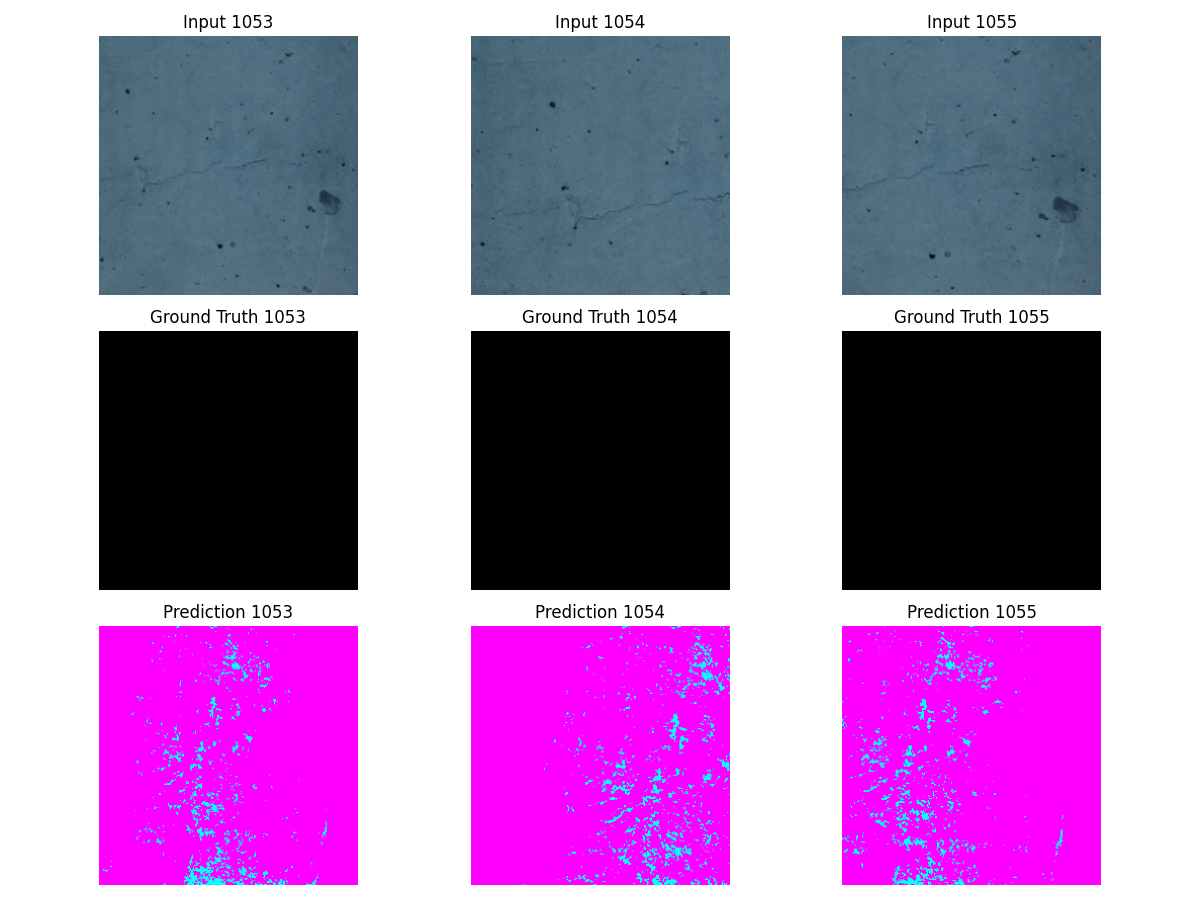 Input 1053
Input 1054
Input 1055
Ground Truth 1053
Ground Truth 1054
Ground Truth 1055
Prediction 1053
Prediction 1054
Prediction 1055